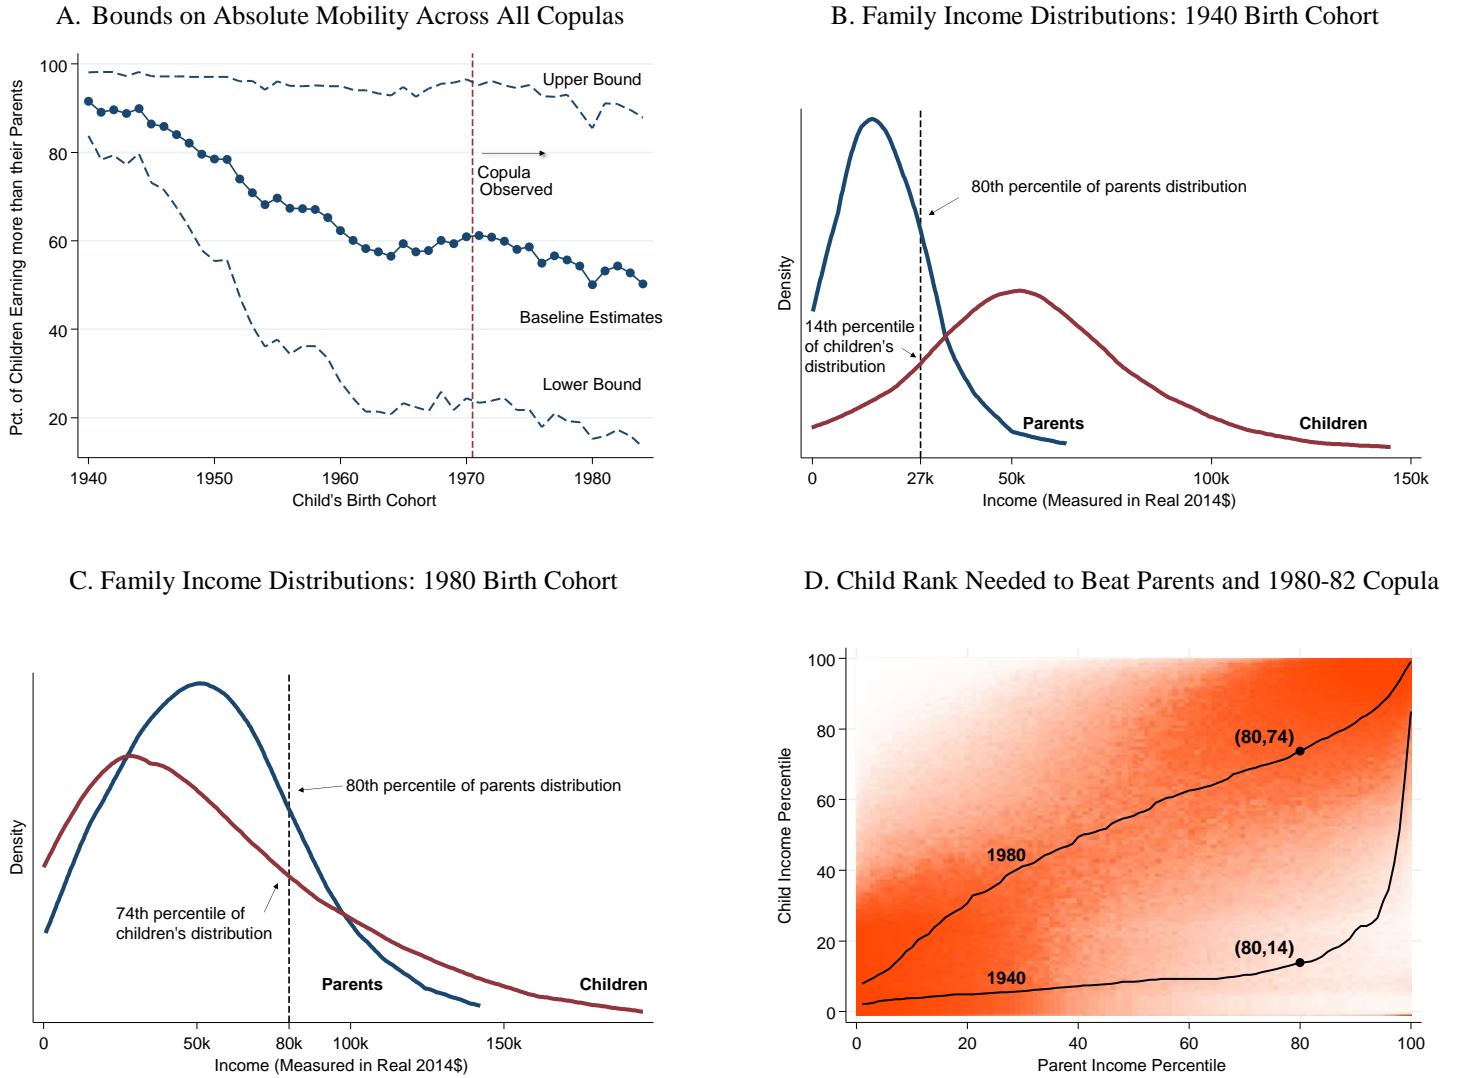 A. Bounds on Absolute Mobility Across All Copulas
Pct. of Children Earning more than their Parents
100
80
60
40
20
Upper Bound
Copula
Observed
Baseline Estimates
Lower Bound
1940
1950
1960
1970
1980
Child's Birth Cohort
B. Family Income Distributions: 1940 Birth Cohort
Density
80th percentile of parents distribution
14th percentile
of children's
distribution
Parents
Children
0
27k
50k
100k
150k
Income (Measured in Real 2014$)
C. Family Income Distributions: 1980 Birth Cohort
Density
80th percentile of parents distribution
74th percentile of
children's distribution
Parents
Children
0
50k
80k
100k
150k
Income (Measured in Real 2014$)
D. Child Rank Needed to Beat Parents and 1980-82 Copula
Child Income Percentile
100
80
60
40
20
0
(80,74)
1980
(80,14)
1940
0
20
40
60
80
100
Parent Income Percentile